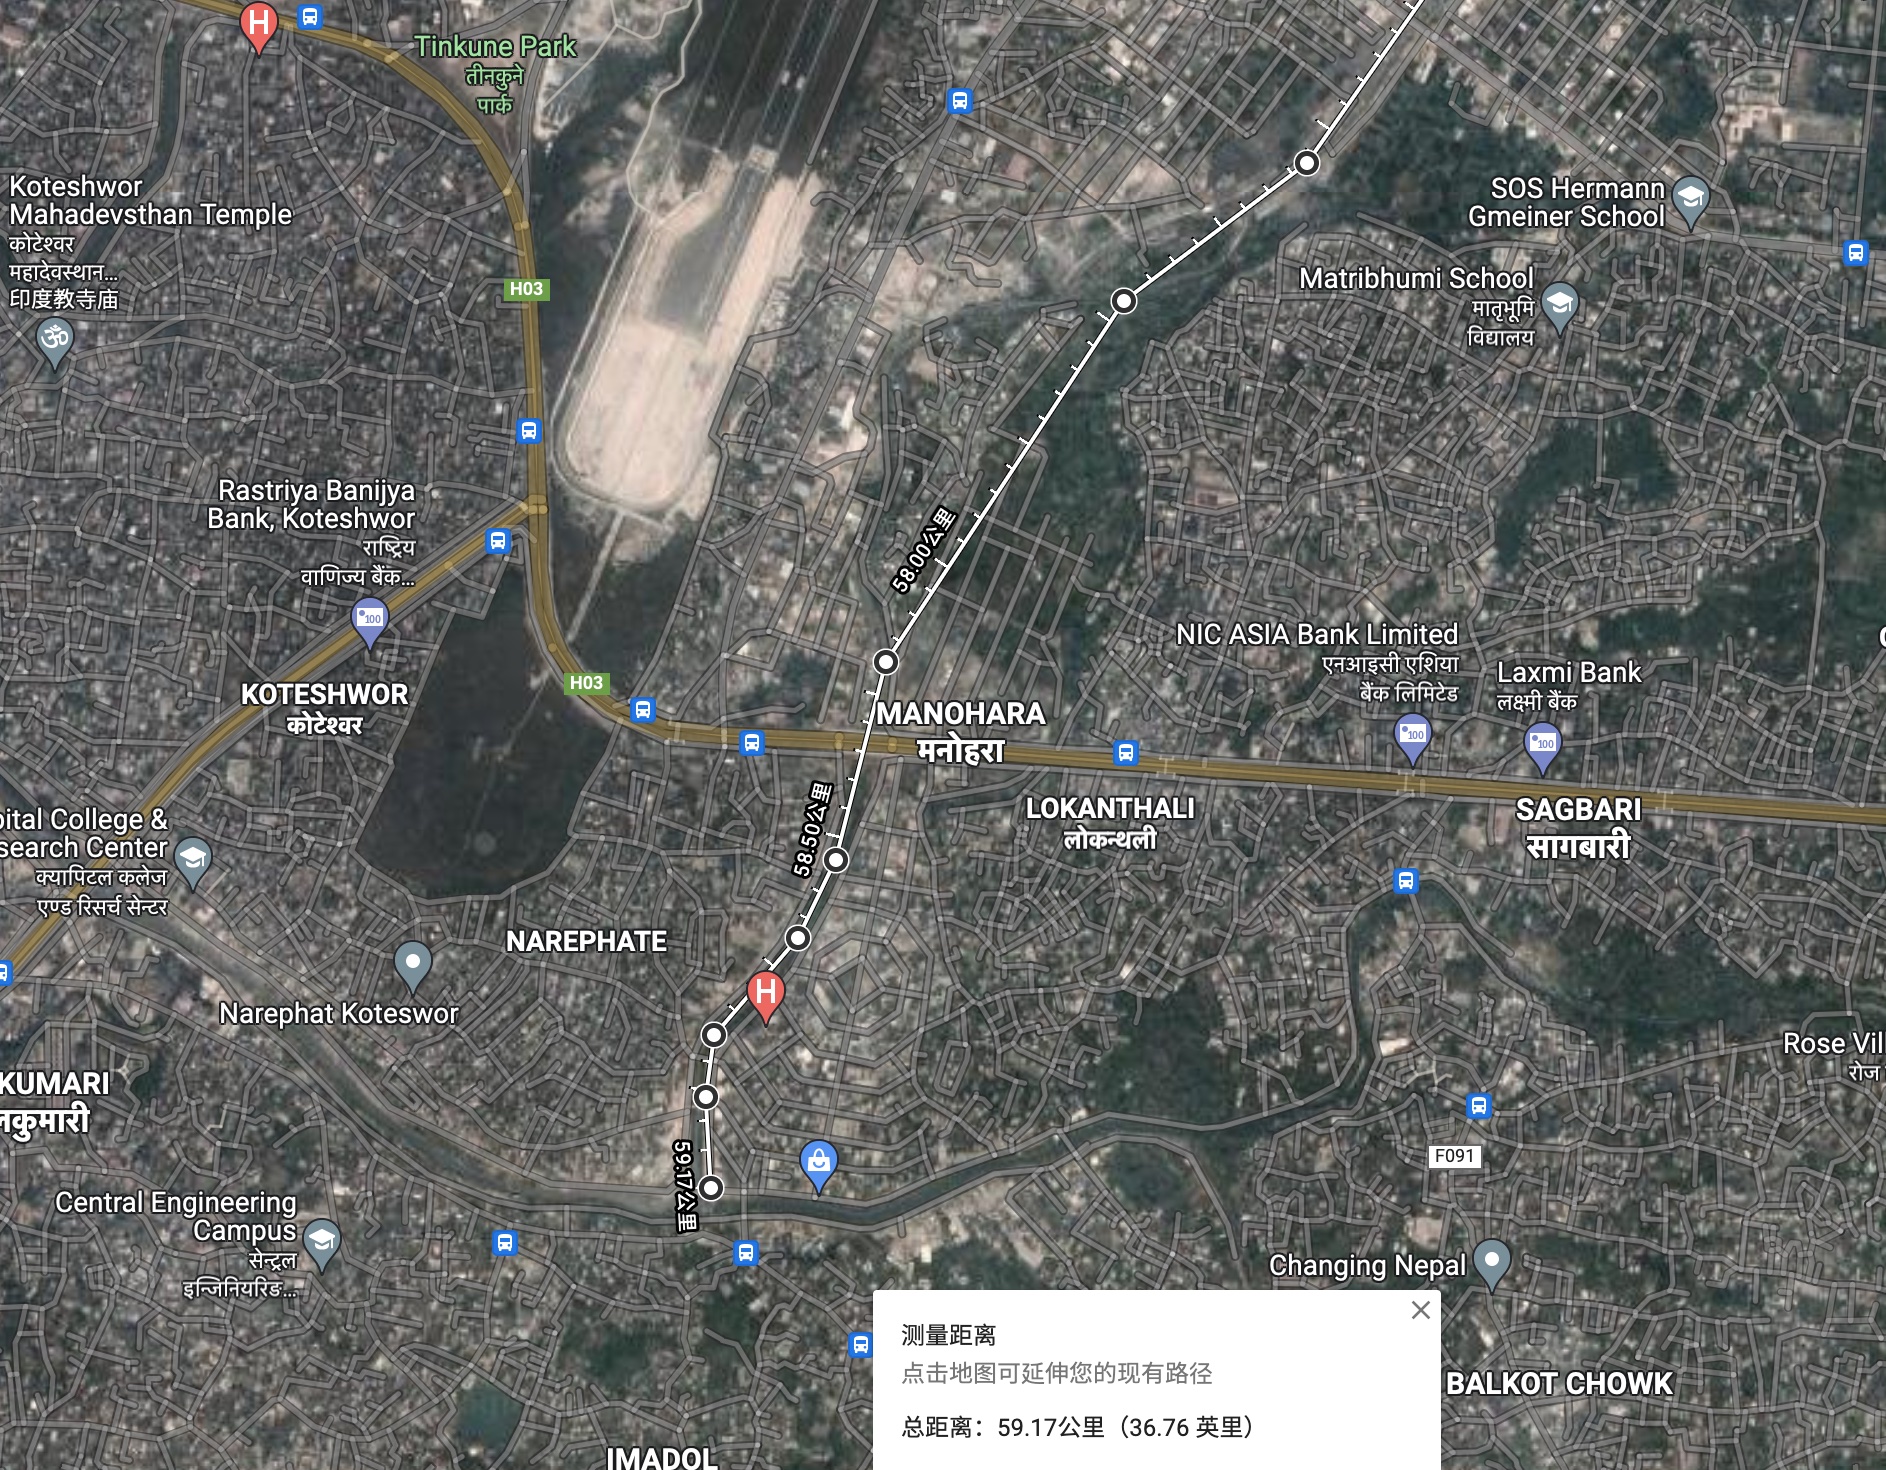 H
Tinkune Park
तीनकुने
पार्क
Koteshwor
Mahadevsthan Temple
कोटेश्वर
महादेवस्थान...
印度教寺庙
SOS Hermann
Gmeiner School
Matribhumi School
मातृभूमि
विद्यालय
H03
Rastriya Banijya
Bank, Koteshwor
राष्ट्रिय
वाणिज्य बैंक...
58.00公里
NIC ASIA Bank Limited
एनआइसी एशिया
बैंक लिमिटेड
Laxmi Bank
लक्ष्मी बैंक
KOTESHWOR
कोटेश्वर
H03
MANOHARA
मनोहरा
58.50公里
LOKANTHALI
लोकन्थली
SAGBARI
सागबारी
pital College &
search Center
क्यापिटल कलेज
एण्ड रिसर्च सेन्टर
NAREPHATE
H
Narephat Koteswor
Rose Vill
रोज
KUMARI
लकुमारी
F091
59.17公里
Central Engineering
Campus
सेन्ट्रल
इन्जिनियरिङ...
Changing Nepal
测量距离
点击地图可延伸您的现有路径
总距离：59.17公里（36.76 英里）
BALKOT CHOWK
IMADOL